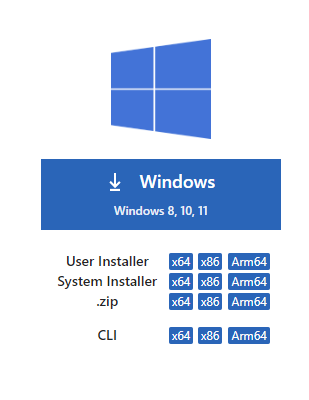 Windows
Windows 8, 10, 11
User Installer x64 x86 Arm64
System Installer x64 x86 Arm64
.zip x64 x86 Arm64
CLI x64 x86 Arm64